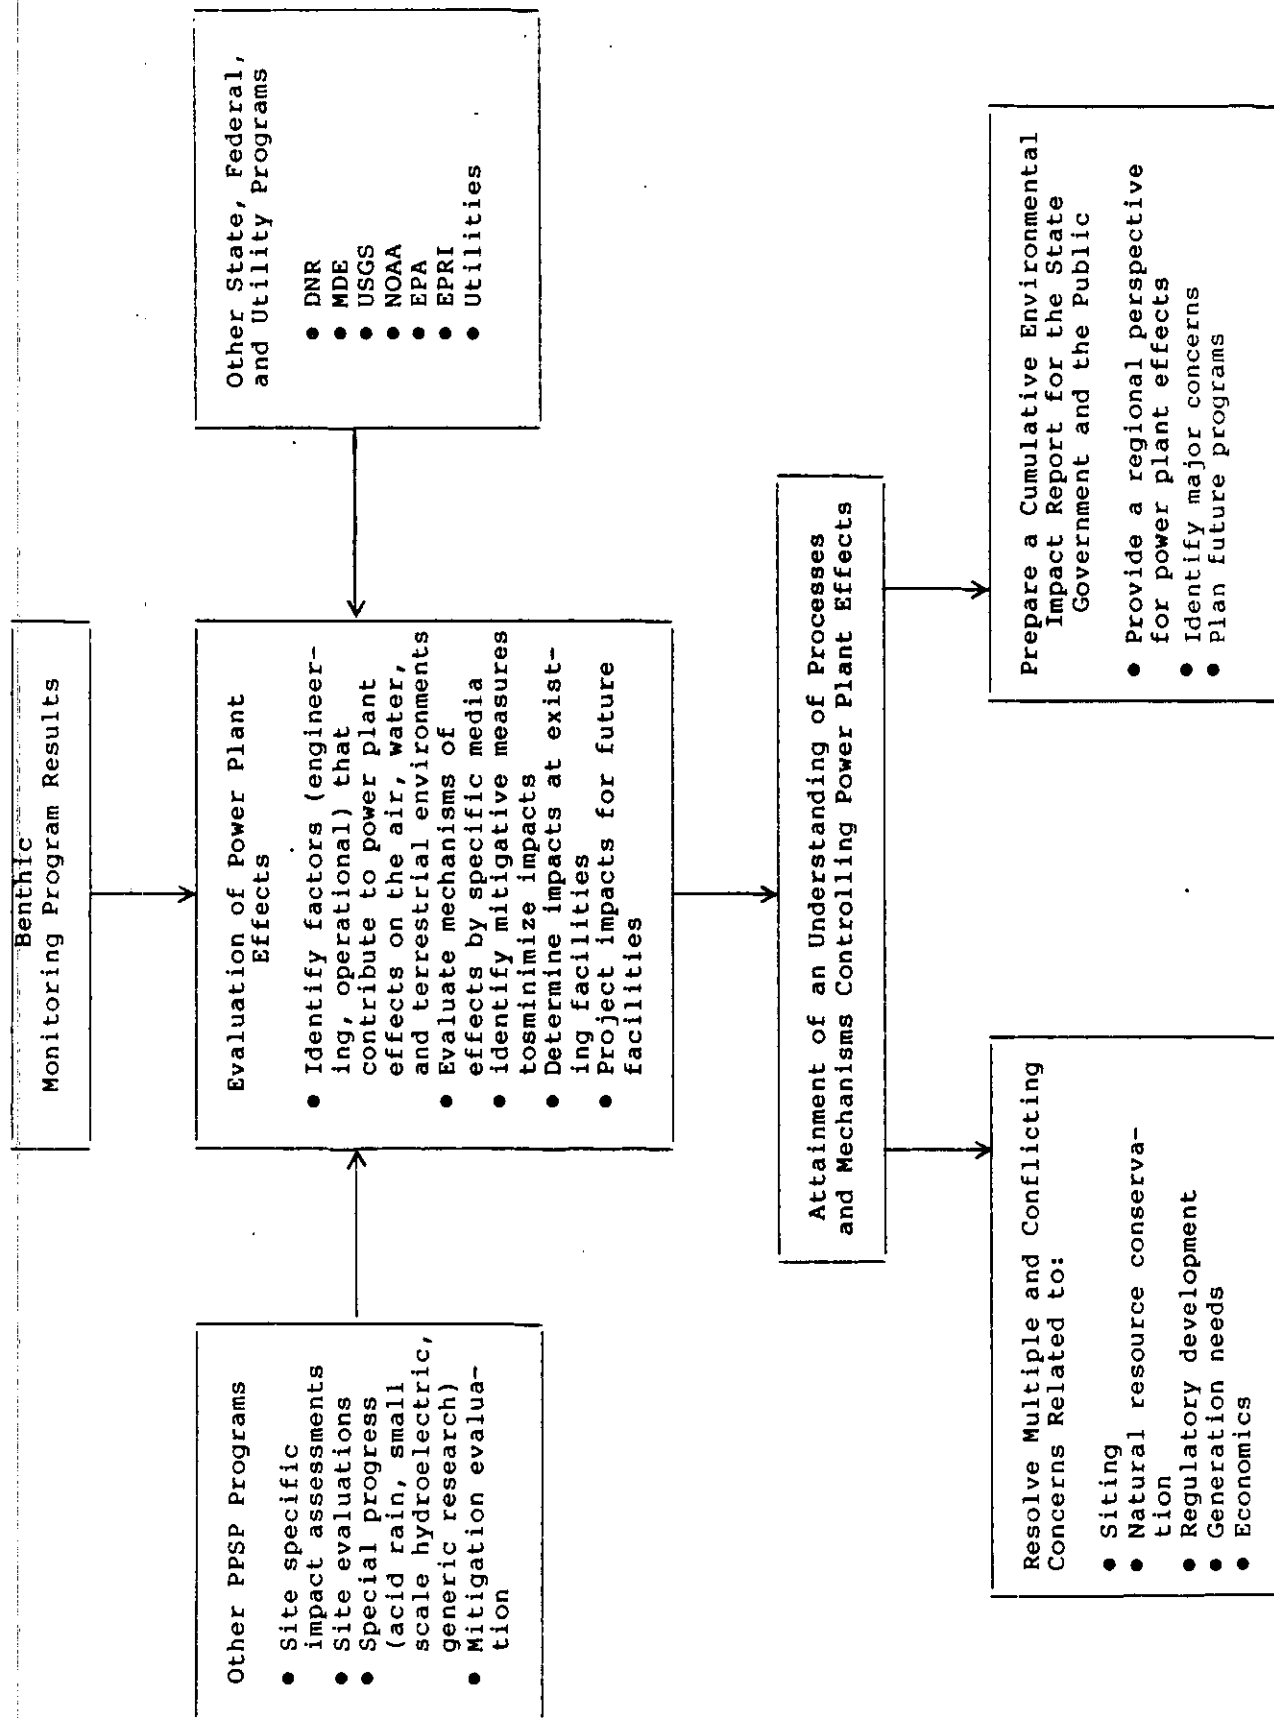 Benthic
Monitoring Program Results
Other PPSP Programs
● Site specific
impact assessments
● Site evaluations
● Special progress
(acid rain, small
scale hydroelectric,
generic research)
● Mitigation evalua-
tion
Evaluation of Power Plant
Effects
● Identify factors (engineer-
ing, operational) that
contribute to power plant
effects on the air, water,
and terrestrial environments
● Evaluate mechanisms of
effects by specific media
● identify mitigative measures
tosminimize impacts
● Determine impacts at exist-
ing facilities
● Project impacts for future
facilities
Other State, Federal,
and Utility Programs
● DNR
● MDE
● USGS
● NOAA
● EPA
● EPRI
● Utilities
Attainment of an Understanding of Processes
and Mechanisms Controlling Power Plant Effects
Resolve Multiple and Conflicting
Concerns Related to:
● Siting
● Natural resource conserva-
tion
● Regulatory development
● Generation needs
● Economics
Prepare a Cumulative Environmental
Impact Report for the State
Government and the Public
● Provide a regional perspective
for power plant effects
● Identify major concerns
● Plan future programs